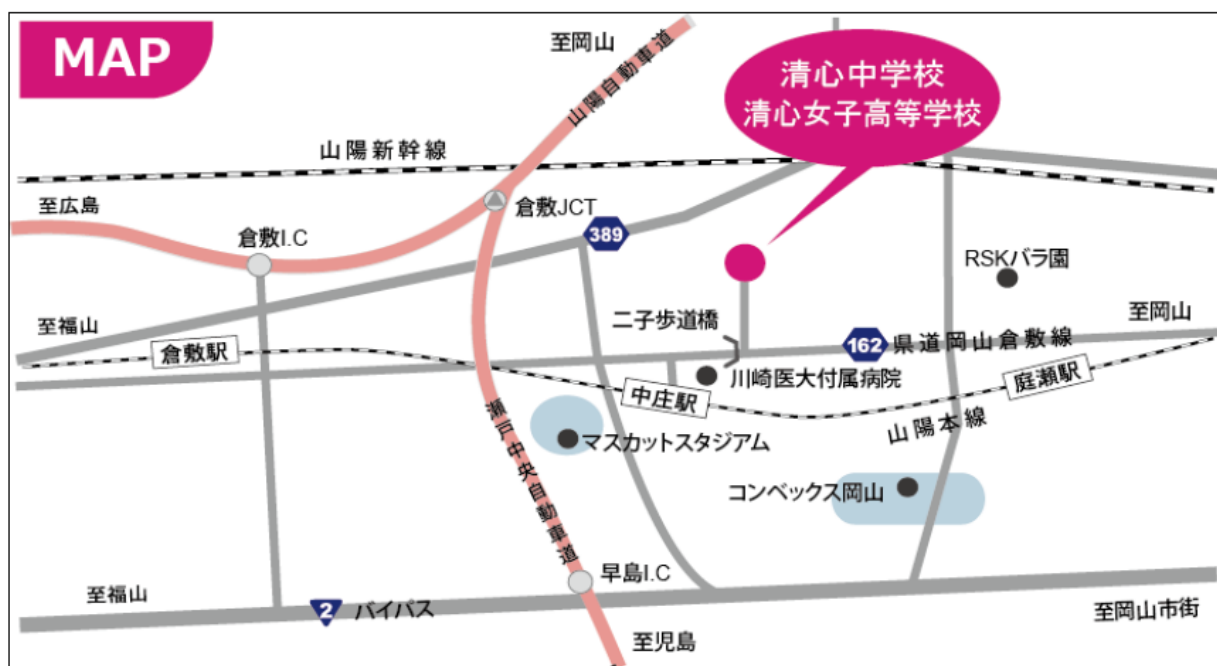 MAP
至岡山
山陽自動車道
清心中学校
清心女子高等学校
山陽新幹線
至広島
倉敷JCT
倉敷I.C
389
RSKバラ園
至福山
二子歩道橋
至岡山
倉敷駅
162
県道岡山倉敷線
川崎医大付属病院
中庄駅
庭瀬駅
山陽本線
瀬戸中央自動車道
マスカットスタジアム
コンベックス岡山
早島I.C
至福山
2
バイパス
至岡山市街
至児島